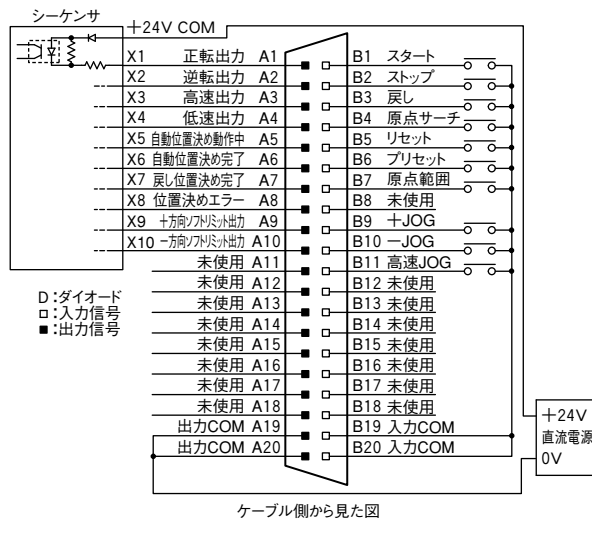 シーケンサ
+24V COM
X1 正転出力 A1 B1 スタート
X2 逆転出力 A2 B2 ストップ
X3 高速出力 A3 B3 戻し
X4 低速出力 A4 B4 原点サーチ
X5 自動位置決め動作中 A5 B5 リセット
X6 自動位置決め完了 A6 B6 プリセット
X7 戻し位置決め完了 A7 B7 原点範囲
X8 位置決めエラー A8 B8 未使用
X9 +方向ソフトリミット出力 A9 B9 +JOG
X10 −方向ソフトリミット出力 A10 B10 −JOG
未使用 A11 B11 高速JOG
未使用 A12 B12 未使用
未使用 A13 B13 未使用
未使用 A14 B14 未使用
未使用 A15 B15 未使用
未使用 A16 B16 未使用
未使用 A17 B17 未使用
未使用 A18 B18 未使用
出力COM A19 B19 入力COM
出力COM A20 B20 入力COM
D:ダイオード
□:入力信号
■:出力信号
+24V
直流電源
0V
ケーブル側から見た図